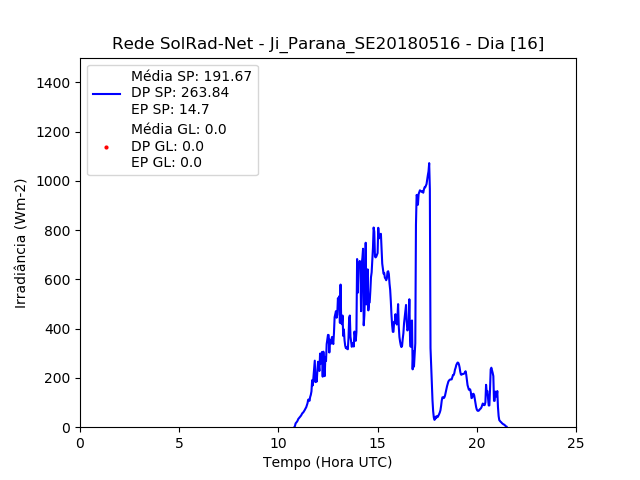 Rede SolRad-Net - Ji_Parana_SE20180516 - Dia [16]
Média SP: 191.67
DP SP: 263.84
EP SP: 14.7
Média GL: 0.0
DP GL: 0.0
EP GL: 0.0
Irradiância (Wm-2)
1400
1200
1000
800
600
400
200
0
0 5 10 15 20 25
Tempo (Hora UTC)